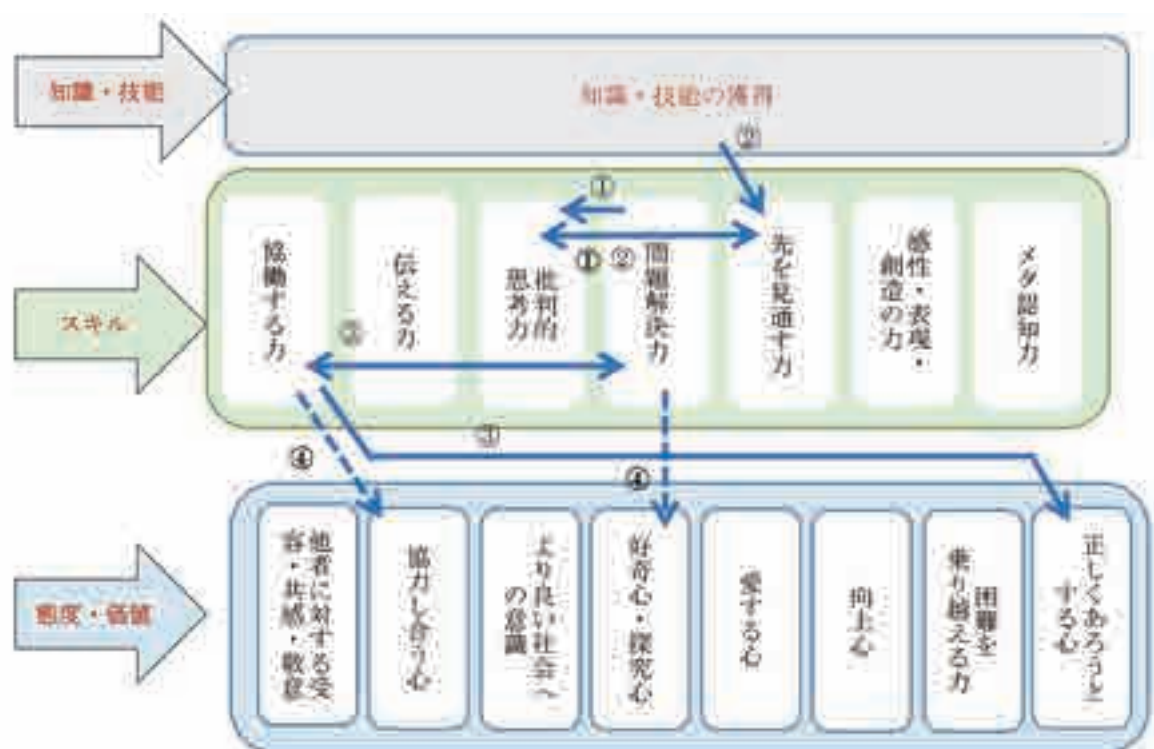 知識・技能
知識・技能の獲得
②
スキル
①
① ②
協働する力
伝える力
批判的
思考力
問題解決力
先を見通す力
感性・表現・
創造の力
メタ認知力
③
③
④
④
態度・価値
他者に対する受
容・共感・敬意
協力し合う心
より良い社会へ
の意識
好奇心・探究心
愛する心
向上心
困難を
乗り越える力
正しくあろうと
する心